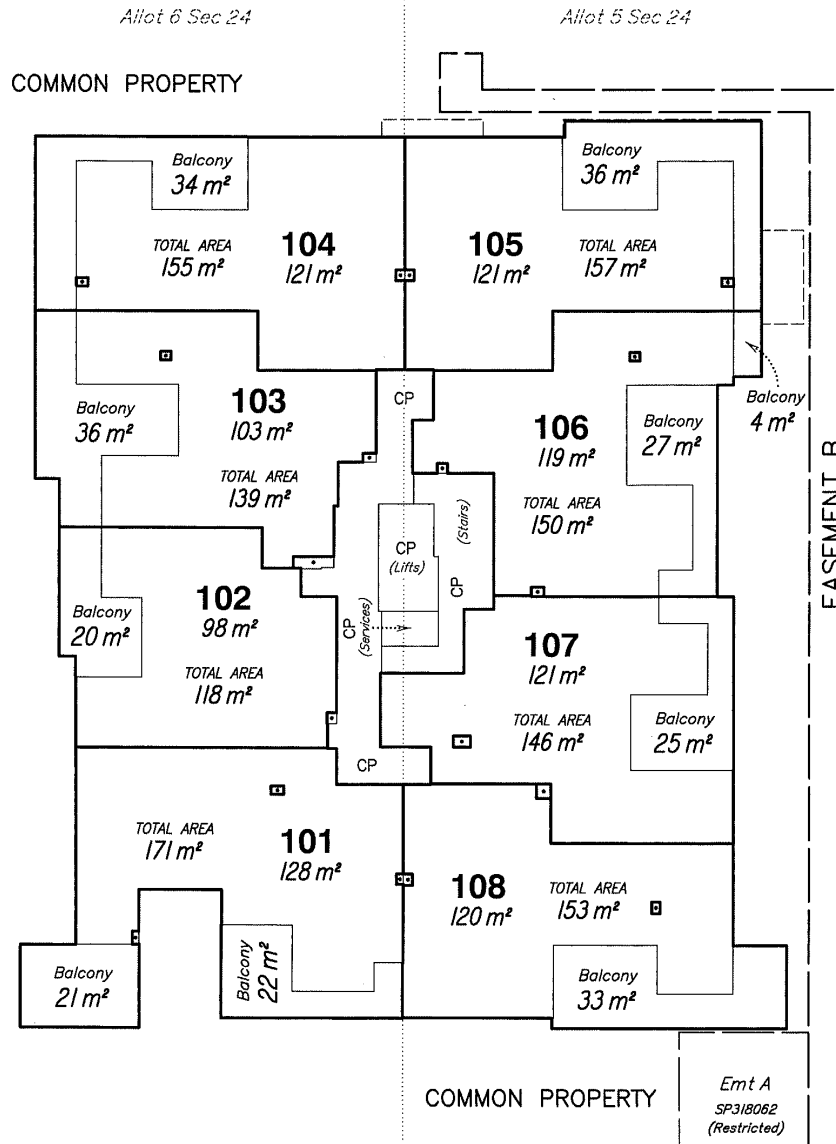 Allot 6 Sec 24
Allot 5 Sec 24
COMMON PROPERTY
Balcony
34 m²
TOTAL AREA
155 m²
104
121 m²
105
121 m²
Balcony
36 m²
TOTAL AREA
157 m²
103
103 m²
Balcony
36 m²
TOTAL AREA
139 m²
CP
106
119 m²
Balcony
27 m²
Balcony
4 m²
TOTAL AREA
150 m²
EASEMENT B
102
98 m²
Balcony
20 m²
TOTAL AREA
118 m²
CP
(Lifts)
(Stairs)
CP
CP
(Services)
107
121 m²
TOTAL AREA
146 m²
Balcony
25 m²
CP
TOTAL AREA
171 m²
101
128 m²
Balcony
21 m²
Balcony
22 m²
108
120 m²
TOTAL AREA
153 m²
Balcony
33 m²
COMMON PROPERTY
Emt A
SP318062
(Restricted)